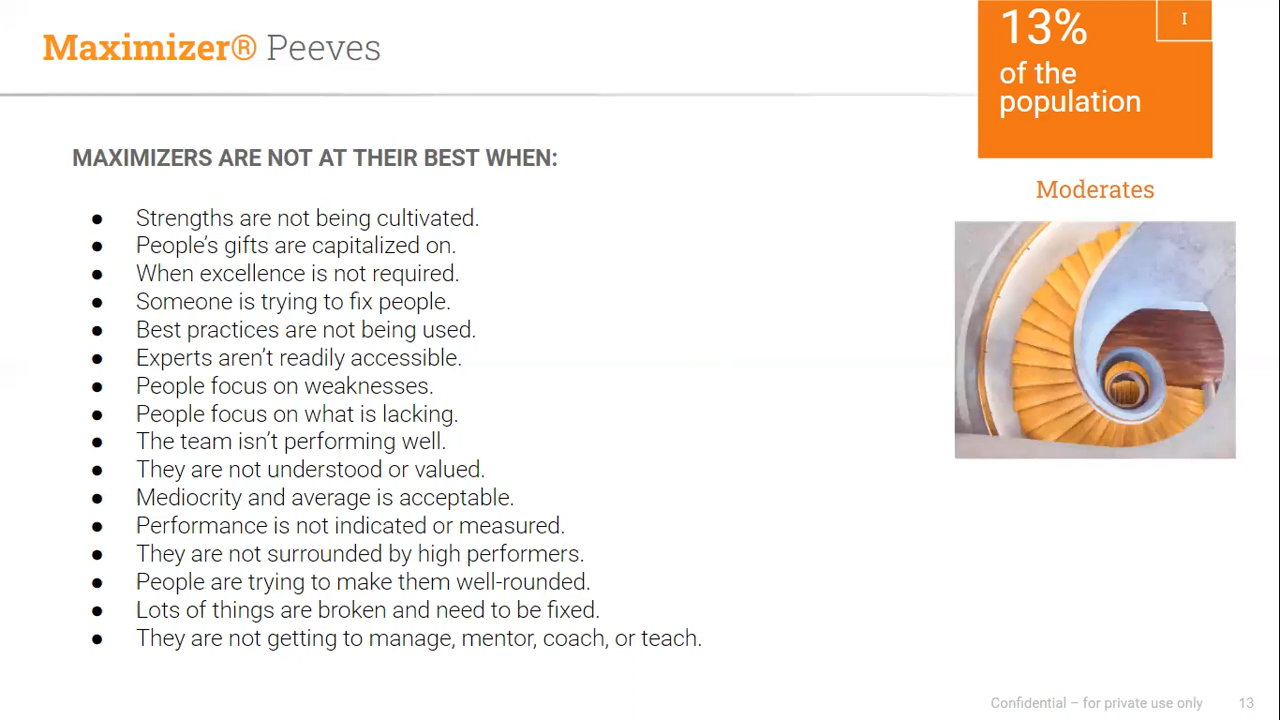 Maximizer® Peeves
13%
of the
population
I
Moderates
MAXIMIZERS ARE NOT AT THEIR BEST WHEN:
● Strengths are not being cultivated.
● People’s gifts are capitalized on.
● When excellence is not required.
● Someone is trying to fix people.
● Best practices are not being used.
● Experts aren’t readily accessible.
● People focus on weaknesses.
● People focus on what is lacking.
● The team isn’t performing well.
● They are not understood or valued.
● Mediocrity and average is acceptable.
● Performance is not indicated or measured.
● They are not surrounded by high performers.
● People are trying to make them well-rounded.
● Lots of things are broken and need to be fixed.
● They are not getting to manage, mentor, coach, or teach.
Confidential – for private use only 13